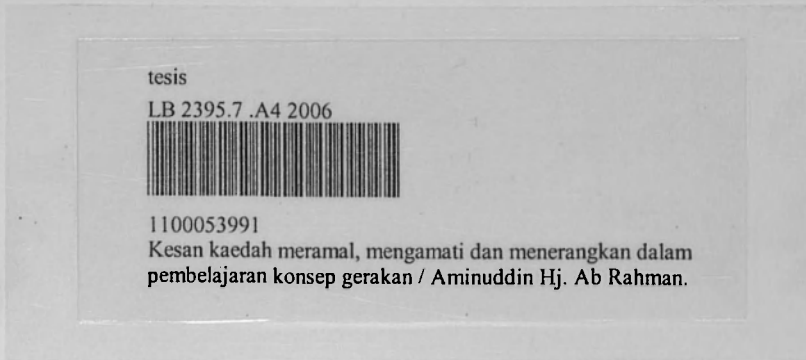 tesis
LB 2395.7 .A4 2006
1100053991
Kesan kaedah meramal, mengamati dan menerangkan dalam
pembelajaran konsep gerakan / Aminuddin Hj. Ab Rahman.